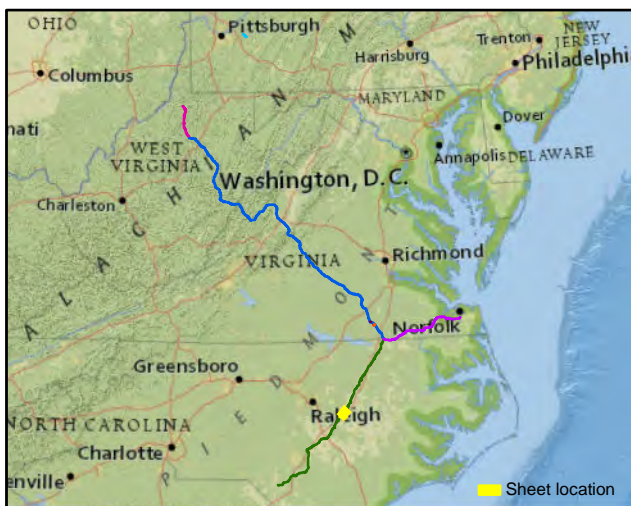 OHIO
Pittsburgh
NEW
JERSEY
Trenton
Harrisburg
Philadelphia
Columbus
M
MARYLAND
nati
N
Dover
A
WEST
VIRGINIA
I
Annapolis
DELAWARE
H
Washington, D.C.
Charleston
C
T
A
N
L
Richmond
VIRGINIA
O
P
A
M
Norfolk
D
Greensboro
E
I
Raleigh
NORTH CAROLINA
P
Charlotte
enville
Sheet location